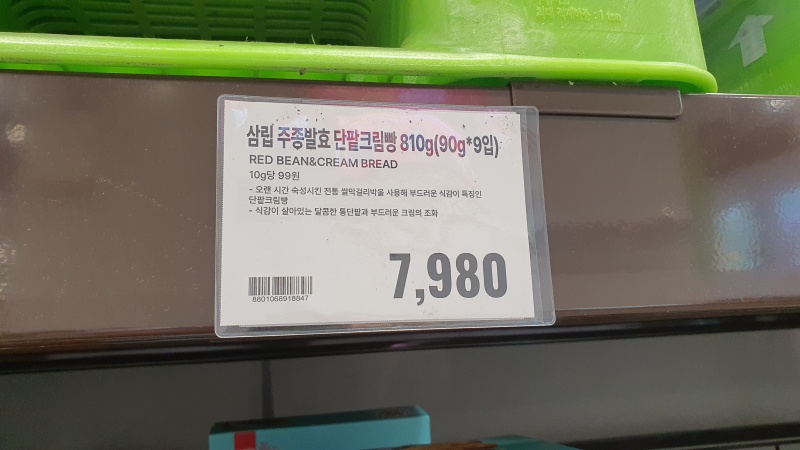 삼립 주종발효 단팥크림빵 810g(90g*9입)
RED BEAN&CREAM BREAD
10g당 99원
- 오랜 시간 숙성시킨 전통 쌀막걸리박을 사용해 부드러운 식감이 특징인
단팥크림빵
- 식감이 살아있는 달콤한 통단팥과 부드러운 크림의 조화
7,980
8801068918847